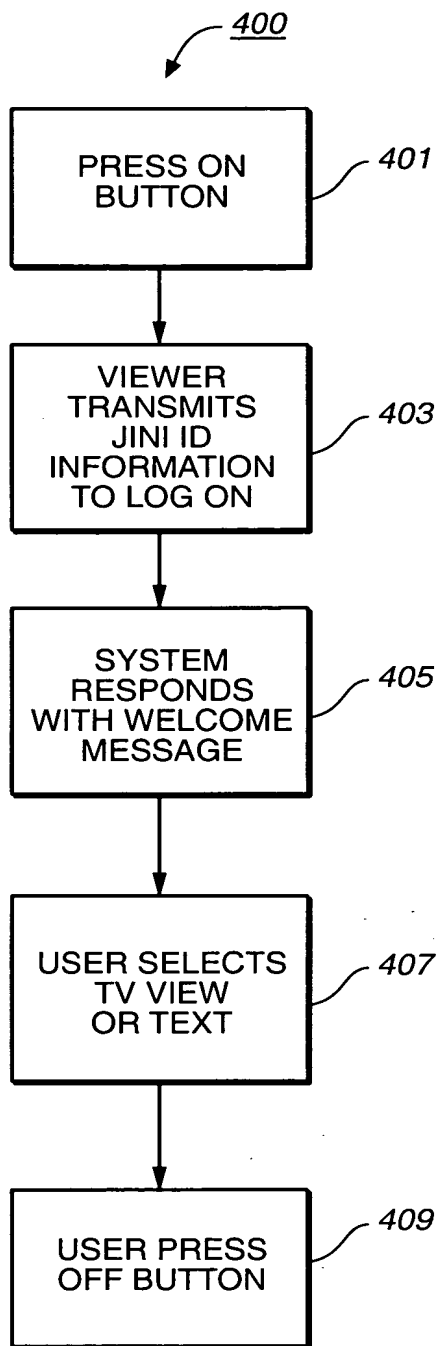 400
PRESS ON
BUTTON
401
VIEWER
TRANSMITS
JINI ID
INFORMATION
TO LOG ON
403
SYSTEM
RESPONDS
WITH WELCOME
MESSAGE
405
USER SELECTS
TV VIEW
OR TEXT
407
USER PRESS
OFF BUTTON
409